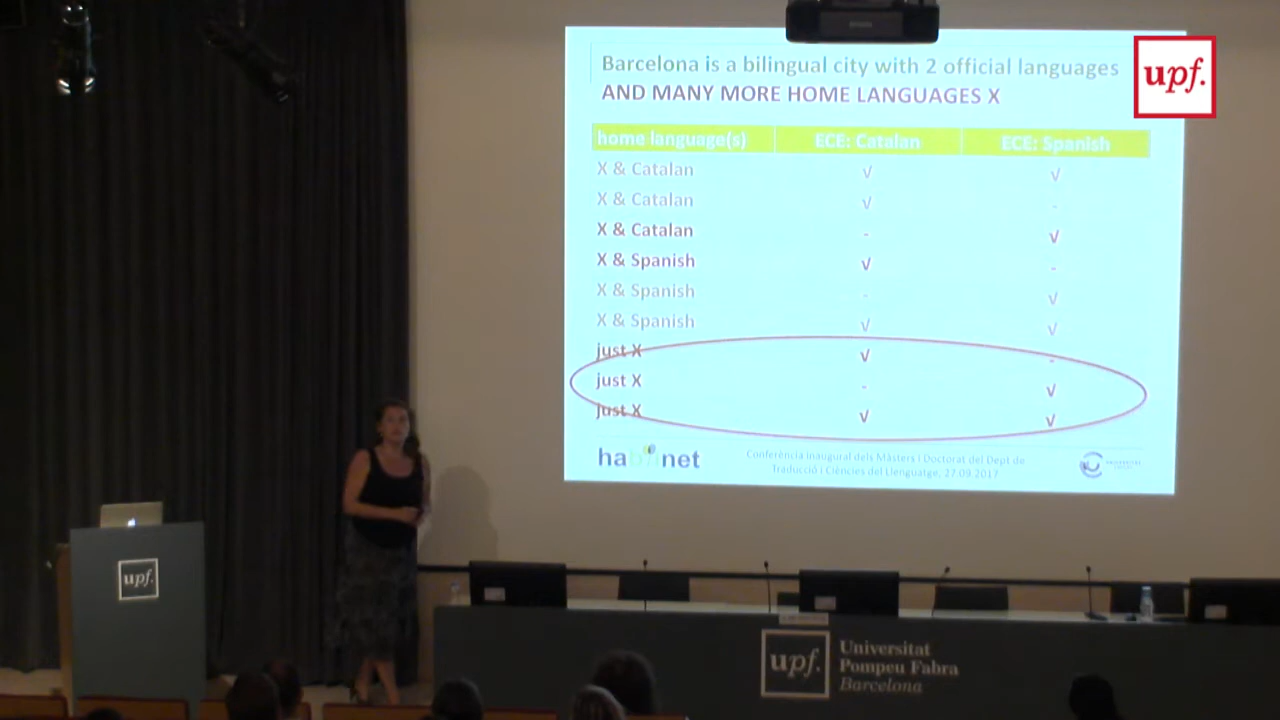 Barcelona is a bilingual city with 2 official languages
AND MANY MORE HOME LANGUAGES X
upf.
home language(s) ECE: Catalan ECE: Spanish
X & Catalan √ √
X & Catalan √ -
X & Catalan - √
X & Spanish √ -
X & Spanish - √
X & Spanish √ √
just X √ -
just X - √
just X √ √
habilnet
Conferència inaugural dels Màsters i Doctorat del Dept de
Traducció i Ciències del Llenguatge, 27.09.2017
upf.
upf.
Universitat
Pompeu Fabra
Barcelona